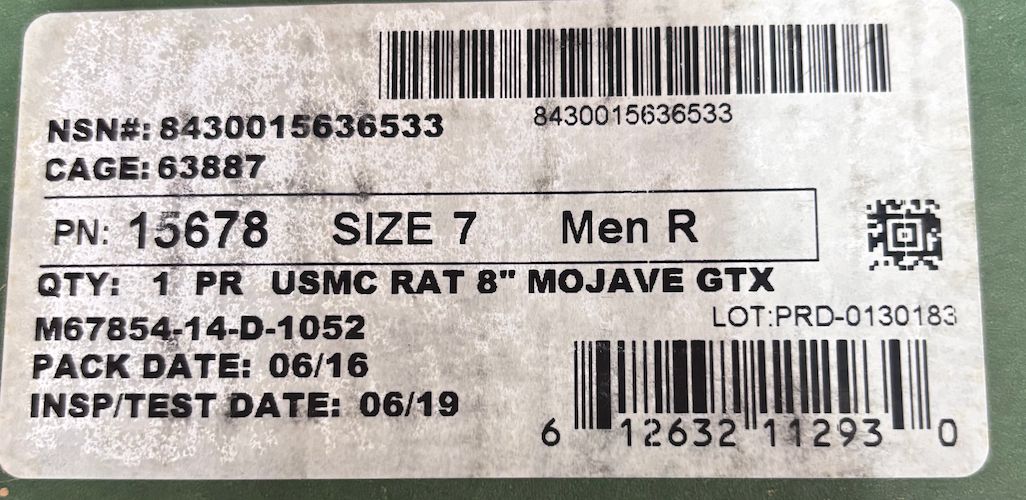 8430015636533
NSN#: 8430015636533
CAGE: 63887
PN: 15678 SIZE 7 Men R
QTY: 1 PR USMC RAT 8" MOJAVE GTX
M67854-14-D-1052
LOT:PRD-0130183
PACK DATE: 06/16
INSP/TEST DATE: 06/19
6 12632 11293 0